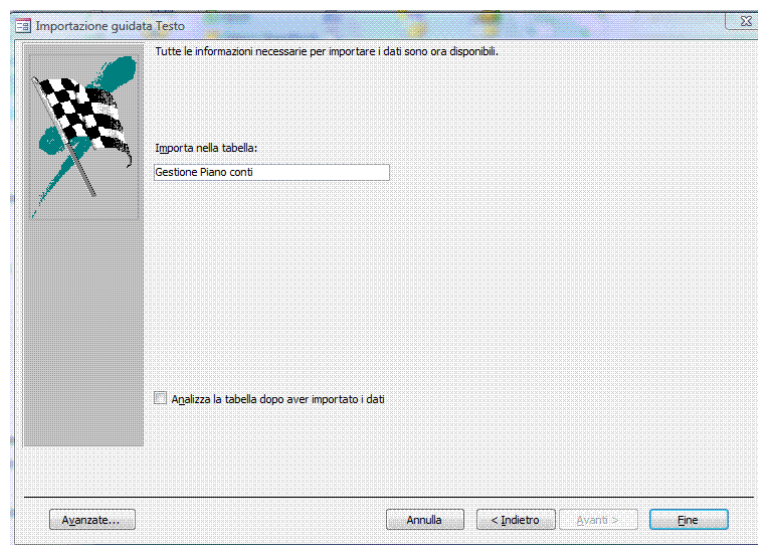 Importazione guidata Testo
Tutte le informazioni necessarie per importare i dati sono ora disponibili.
Importa nella tabella:
Gestione Piano conti
Analizza la tabella dopo aver importato i dati
Avanzate...
Annulla
< Indietro
Avanti >
Fine